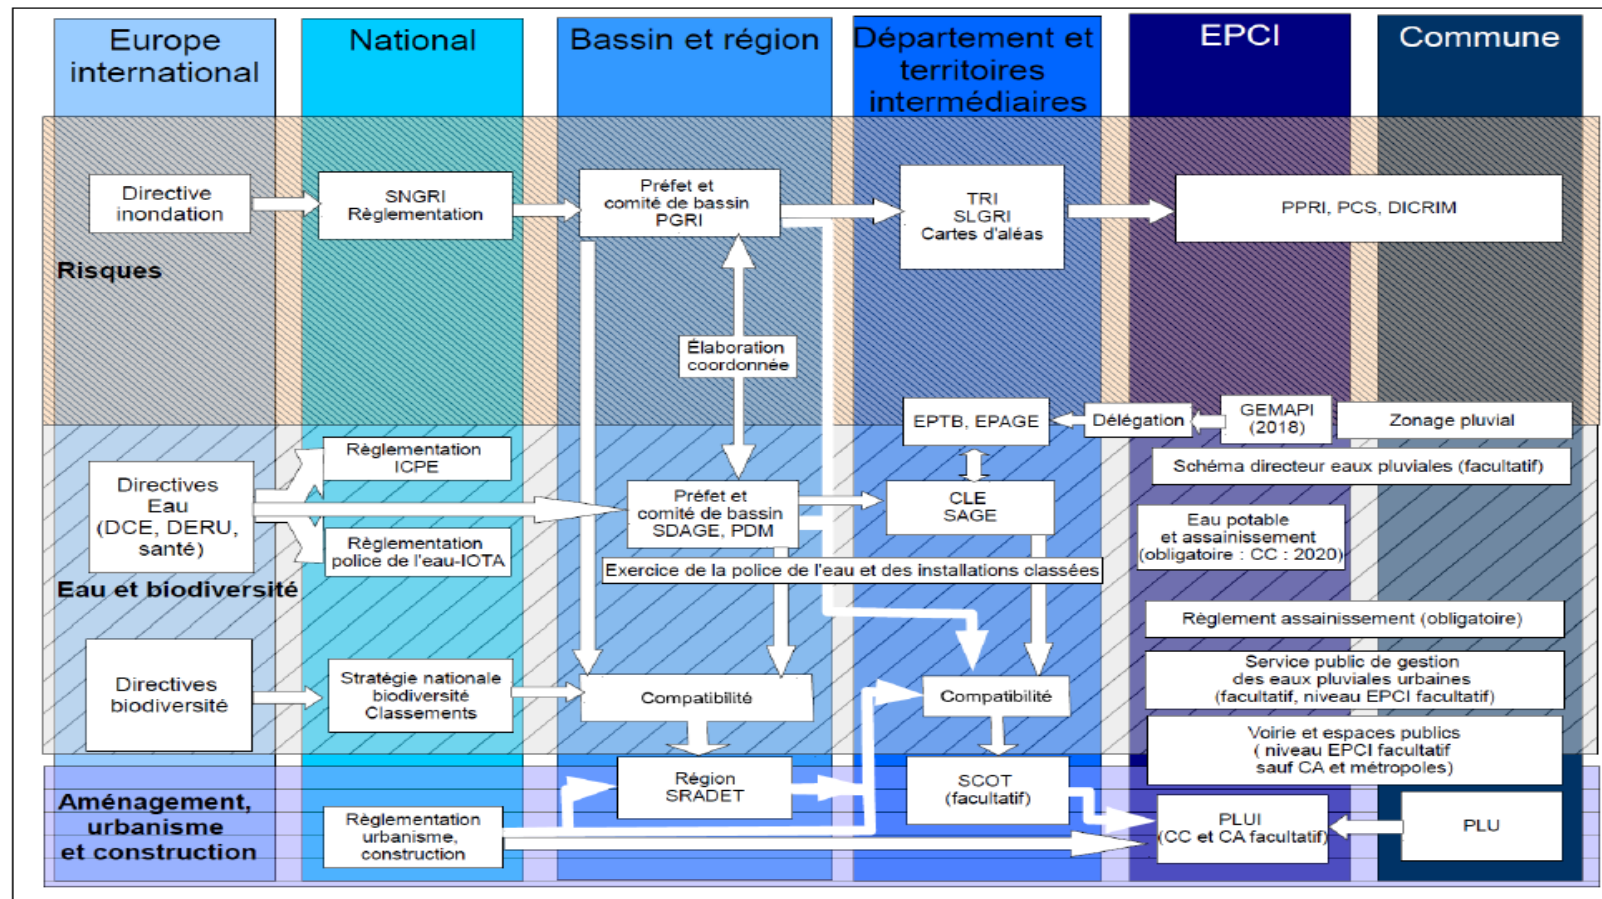 Europe
international
National
Bassin et région
Département et
territoires
intermédiaires
EPCI
Commune
Directive
inondation
SNGRI
Règlementation
Préfet et
comité de bassin
PGRI
TRI
SLGRI
Cartes d'aléas
PPRI, PCS, DICRIM
Risques
Élaboration
coordonnée
EPTB, EPAGE
Délégation
GEMAPI
(2018)
Zonage pluvial
Règlementation
ICPE
Schéma directeur eaux pluviales (facultatif)
Directives
Eau
(DCE, DERU,
santé)
Préfet et
comité de bassin
SDAGE, PDM
CLE
SAGE
Eau potable
et assainissement
(obligatoire : CC : 2020)
Règlementation
police de l'eau-IOTA
Exercice de la police de l'eau et des installations classées
Eau et biodiversité
Règlement assainissement (obligatoire)
Directives
biodiversité
Stratégie nationale
biodiversité
Classements
Compatibilité
Compatibilité
Service public de gestion
des eaux pluviales urbaines
(facultatif, niveau EPCI facultatif)
Voirie et espaces publics
( niveau EPCI facultatif
sauf CA et métropoles)
Aménagement,
urbanisme
et construction
Règlementation
urbanisme,
construction
Région
SRADET
SCOT
(facultatif)
PLUI
(CC et CA facultatif)
PLU